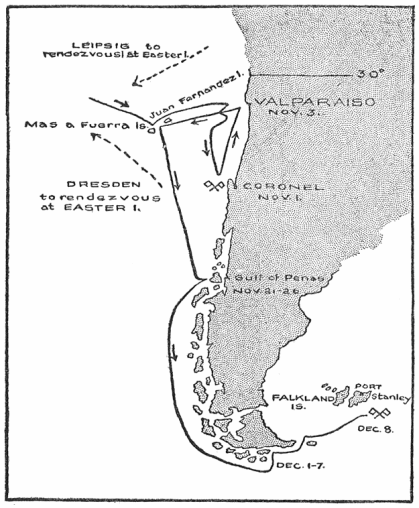 LEIPSIG to
rendezvous at Easter I.
Juan Fernandez I.
30°
VALPARAISO
NOV. 3.
Mas a Fuerra Is
DRESDEN
to rendezvous
at EASTER I.
CORONEL
NOV. 1.
Gulf of Penas
NOV. 21-26
FALKLAND
IS.
PORT
Stanley
DEC. 8.
DEC. 1-7.